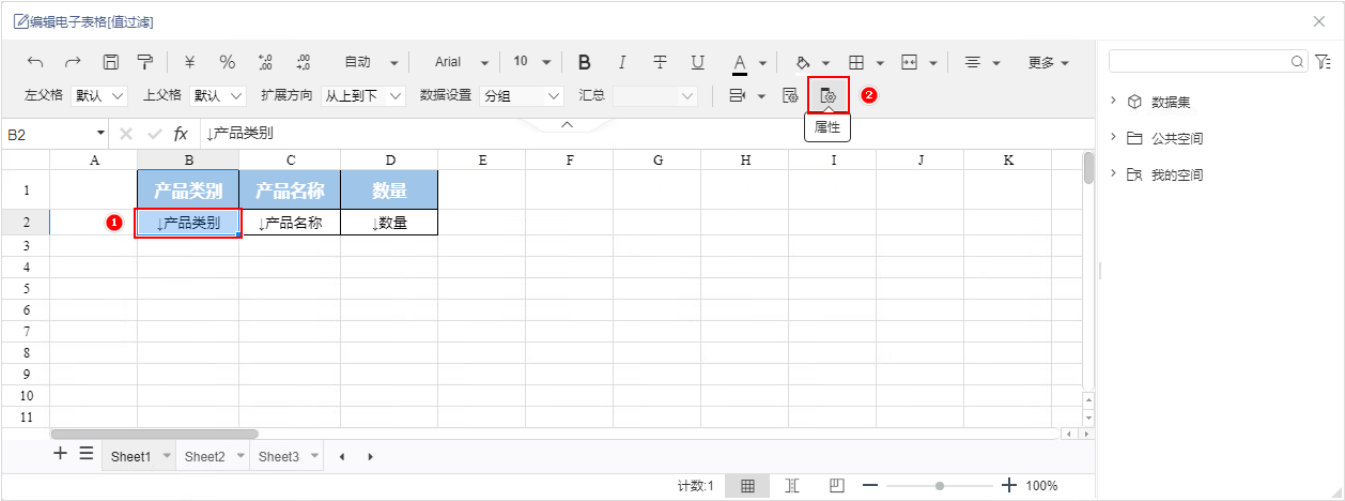 编辑电子表格[值过滤]
¥ % 自动 Arial 10 B I T U A 更多
左父格 默认 上父格 默认 扩展方向 从上到下 数据设置 分组 汇总 2
属性
B2 fx ↓产品类别
A B C D E F G H I J K
1 产品类别 产品名称 数量
2 1 ↓产品类别 ↓产品名称 ↓数量
3
4
5
6
7
8
9
10
11
Sheet1 Sheet2 Sheet3
计数:1 100%
数据集
公共空间
我的空间